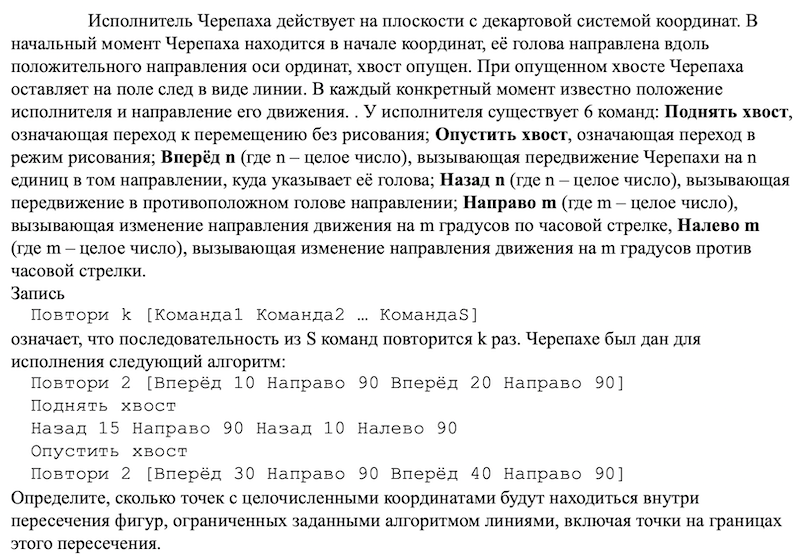 Исполнитель Черепаха действует на плоскости с декартовой системой координат. В
начальный момент Черепаха находится в начале координат, её голова направлена вдоль
положительного направления оси ординат, хвост опущен. При опущенном хвосте Черепаха
оставляет на поле след в виде линии. В каждый конкретный момент известно положение
исполнителя и направление его движения. . У исполнителя существует 6 команд: Поднять хвост,
означающая переход к перемещению без рисования; Опустить хвост, означающая переход в
режим рисования; Вперёд n (где n – целое число), вызывающая передвижение Черепахи на n
единиц в том направлении, куда указывает её голова; Назад n (где n – целое число), вызывающая
передвижение в противоположном голове направлении; Направо m (где m – целое число),
вызывающая изменение направления движения на m градусов по часовой стрелке, Налево m
(где m – целое число), вызывающая изменение направления движения на m градусов против
часовой стрелки.
Запись
Повтори k [Команда1 Команда2 … КомандаS]
означает, что последовательность из S команд повторится k раз. Черепахе был дан для
исполнения следующий алгоритм:
Повтори 2 [Вперёд 10 Направо 90 Вперёд 20 Направо 90]
Поднять хвост
Назад 15 Направо 90 Назад 10 Налево 90
Опустить хвост
Повтори 2 [Вперёд 30 Направо 90 Вперёд 40 Направо 90]
Определите, сколько точек с целочисленными координатами будут находиться внутри
пересечения фигур, ограниченных заданными алгоритмом линиями, включая точки на границах
этого пересечения.